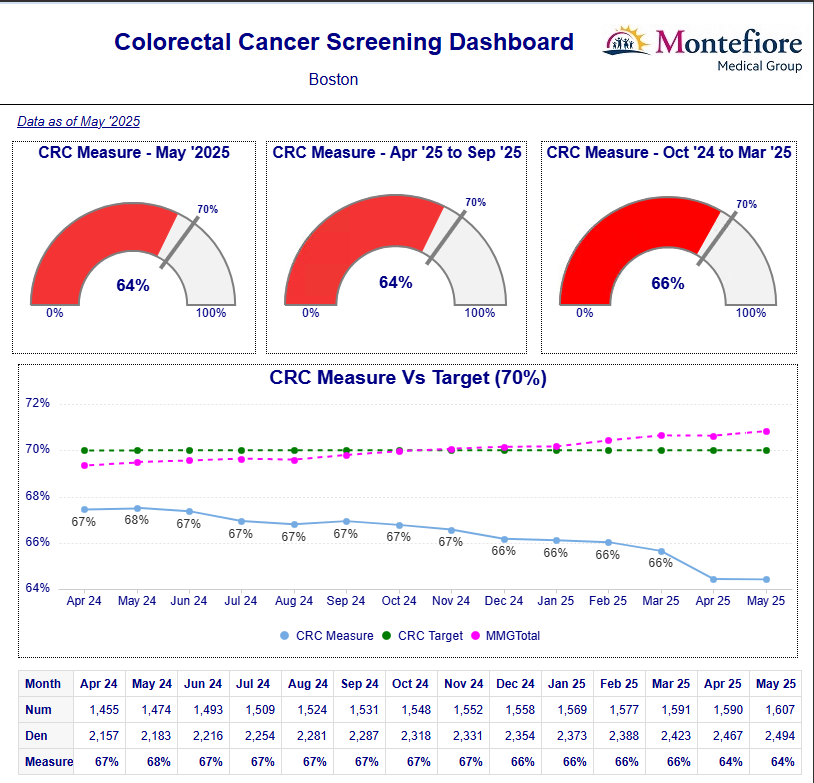 Colorectal Cancer Screening Dashboard
Montefiore
Medical Group
Boston
Data as of May '2025
CRC Measure - May '2025
70%
64%
0%
100%
CRC Measure - Apr '25 to Sep '25
70%
64%
0%
100%
CRC Measure - Oct '24 to Mar '25
70%
66%
0%
100%
CRC Measure Vs Target (70%)
72%
70%
68%
66%
64%
67% 68% 67% 67% 67% 67% 67% 67% 66% 66% 66% 66%
Apr 24 May 24 Jun 24 Jul 24 Aug 24 Sep 24 Oct 24 Nov 24 Dec 24 Jan 25 Feb 25 Mar 25 Apr 25 May 25
CRC Measure CRC Target MMGTotal
Month Apr 24 May 24 Jun 24 Jul 24 Aug 24 Sep 24 Oct 24 Nov 24 Dec 24 Jan 25 Feb 25 Mar 25 Apr 25 May 25
Num 1,455 1,474 1,493 1,509 1,524 1,531 1,548 1,552 1,558 1,569 1,577 1,591 1,590 1,607
Den 2,157 2,183 2,216 2,254 2,281 2,287 2,318 2,331 2,354 2,373 2,388 2,423 2,467 2,494
Measure 67% 68% 67% 67% 67% 67% 67% 67% 66% 66% 66% 66% 64% 64%